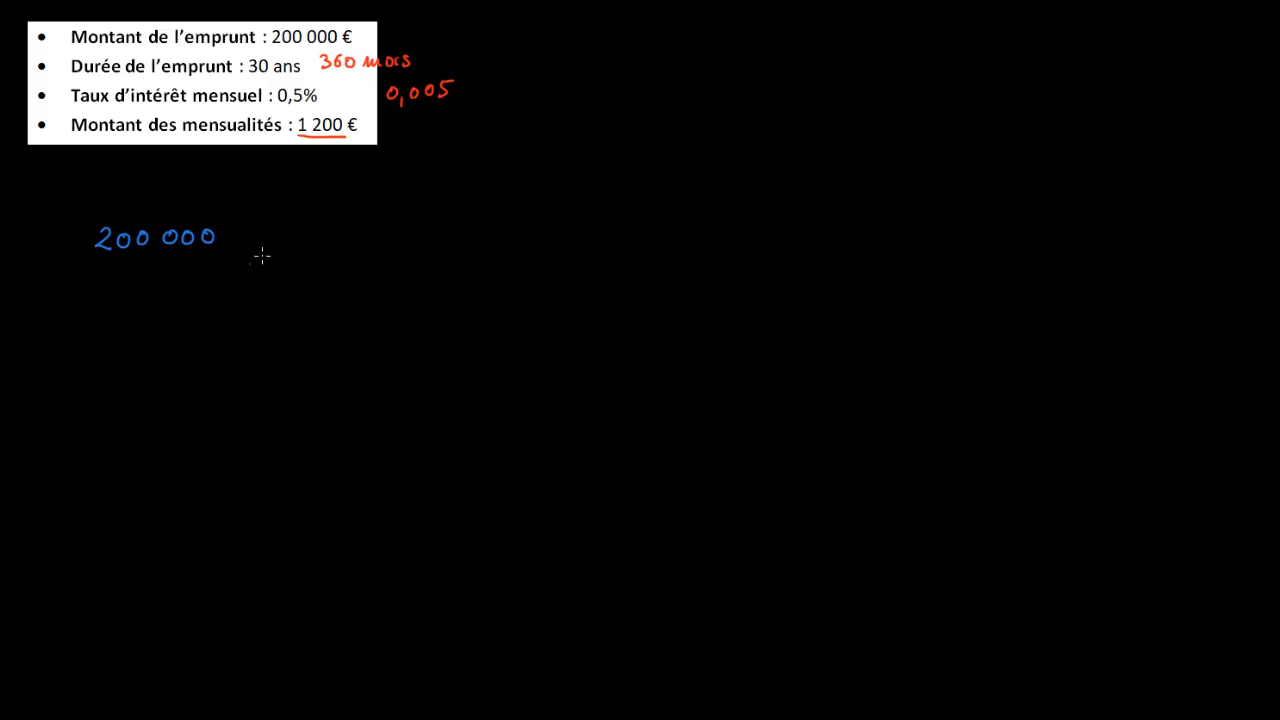 • Montant de l'emprunt : 200 000 €
• Durée de l'emprunt : 30 ans 360 mois
• Taux d'intérêt mensuel : 0,5% 0,005
• Montant des mensualités : 1 200 €
200 000